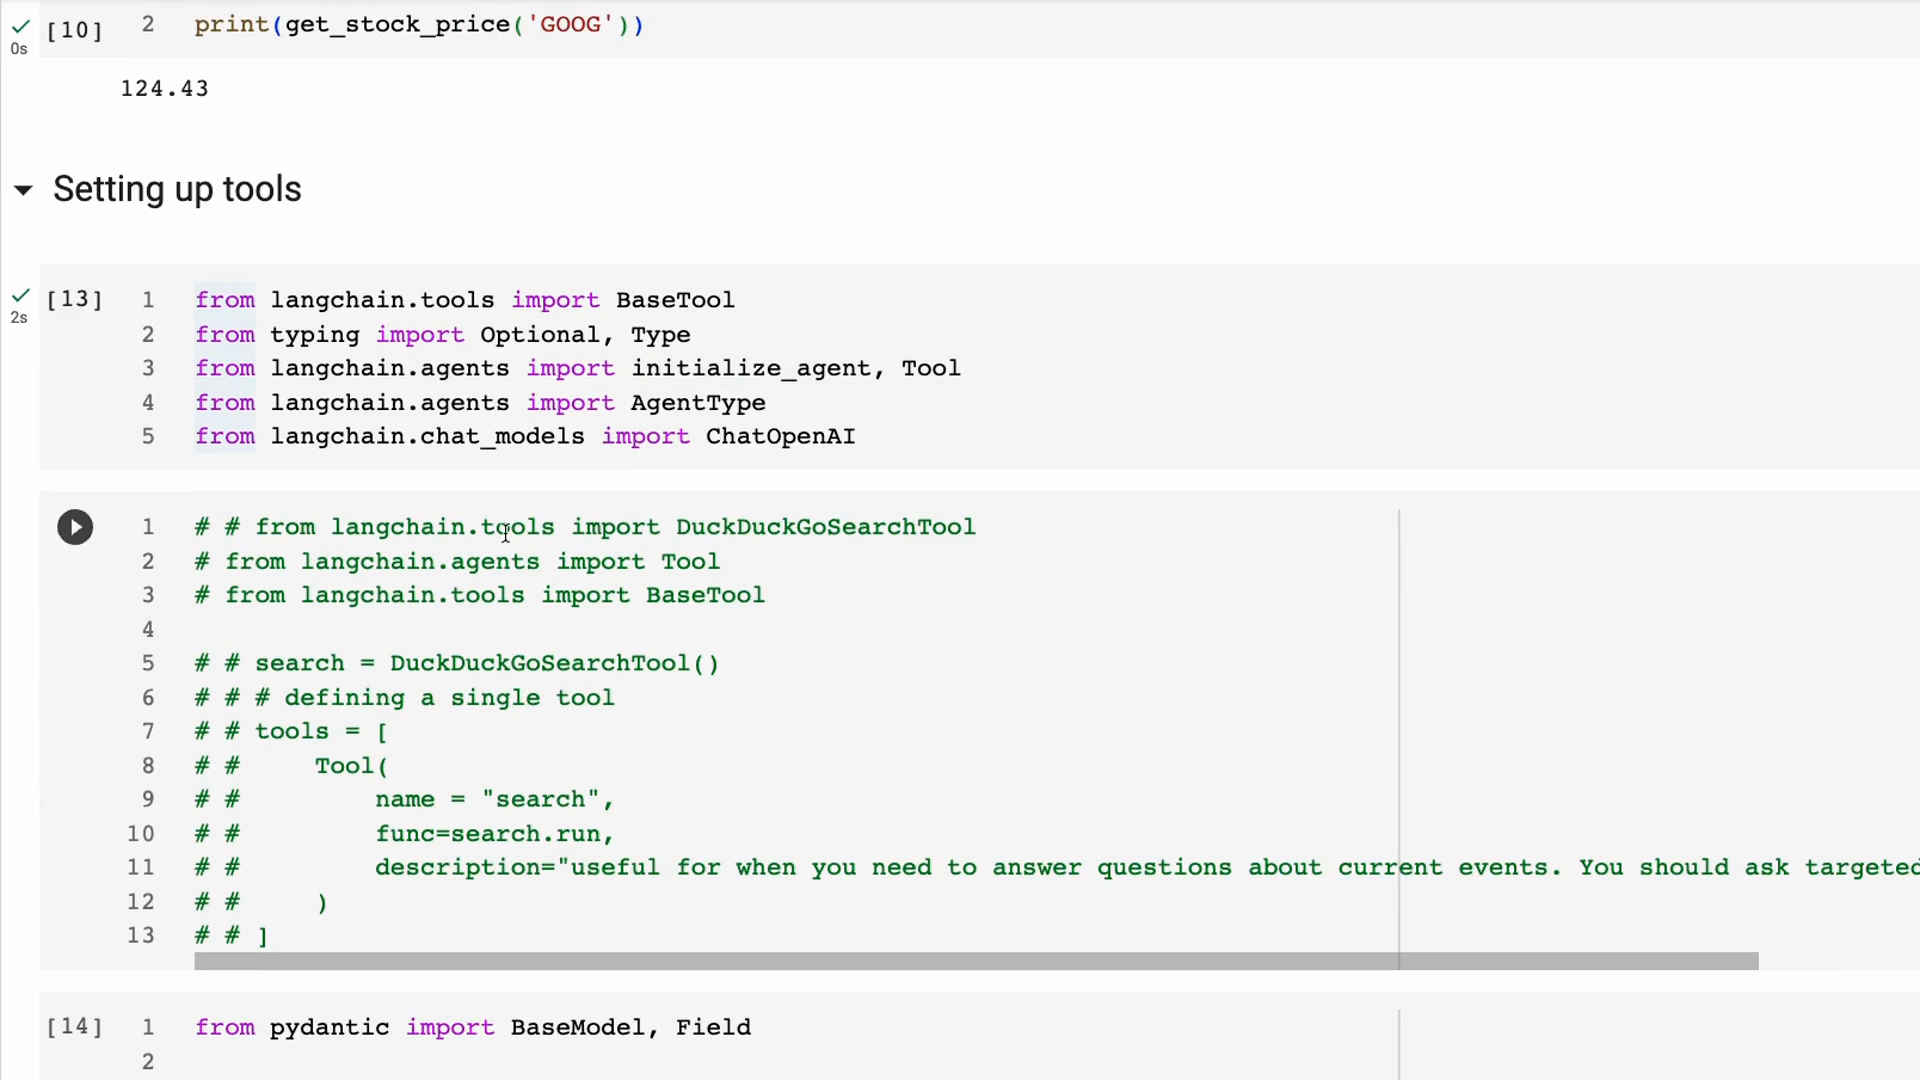 [10] 2 print(get_stock_price('GOOG'))
0s
124.43
Setting up tools
[13] 1 from langchain.tools import BaseTool
2s
2 from typing import Optional, Type
3 from langchain.agents import initialize_agent, Tool
4 from langchain.agents import AgentType
5 from langchain.chat_models import ChatOpenAI
1 # # from langchain.tools import DuckDuckGoSearchTool
2 # from langchain.agents import Tool
3 # from langchain.tools import BaseTool
4
5 # # search = DuckDuckGoSearchTool()
6 # # # defining a single tool
7 # # tools = [
8 # #     Tool(
9 # #         name = "search",
10 # #         func=search.run,
11 # #         description="useful for when you need to answer questions about current events. You should ask targeted
12 # #     )
13 # # ]
[14] 1 from pydantic import BaseModel, Field
2